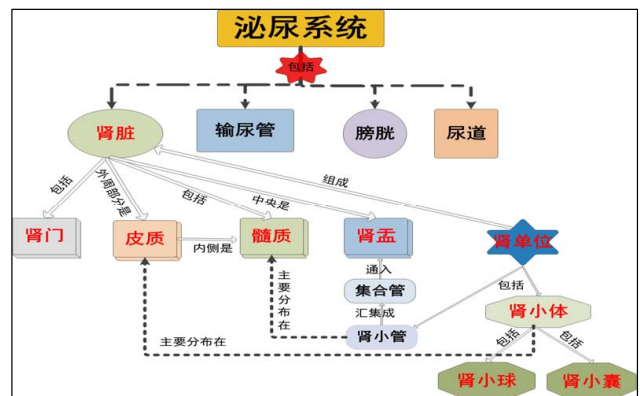 泌尿系统
包括
肾脏
输尿管
膀胱
尿道
包括
外周部分是
包括
中央是
组成
肾门
皮质
内侧是
髓质
肾盂
肾单位
通入
集合管
汇集成
肾小管
主要分布在
包括
肾小体
主要分布在
包括
包括
肾小球
肾小囊